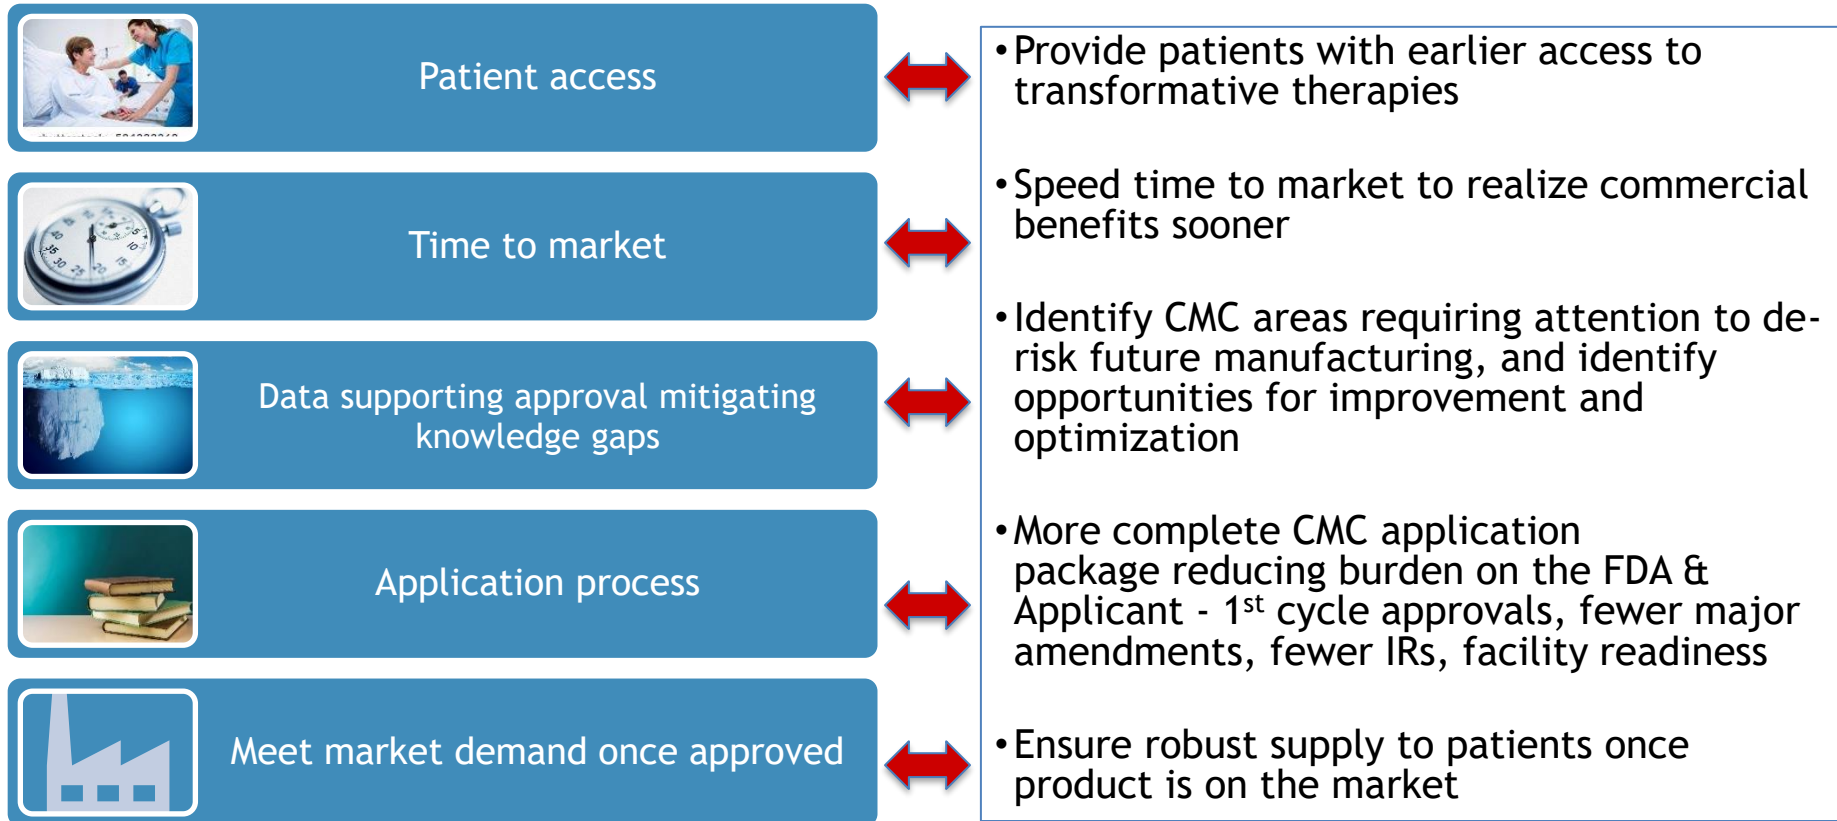 Patient access
• Provide patients with earlier access to
transformative therapies
Time to market
• Speed time to market to realize commercial
benefits sooner
Data supporting approval mitigating
knowledge gaps
• Identify CMC areas requiring attention to de-
risk future manufacturing, and identify
opportunities for improvement and
optimization
Application process
• More complete CMC application
package reducing burden on the FDA &
Applicant - 1st cycle approvals, fewer major
amendments, fewer IRs, facility readiness
Meet market demand once approved
• Ensure robust supply to patients once
product is on the market